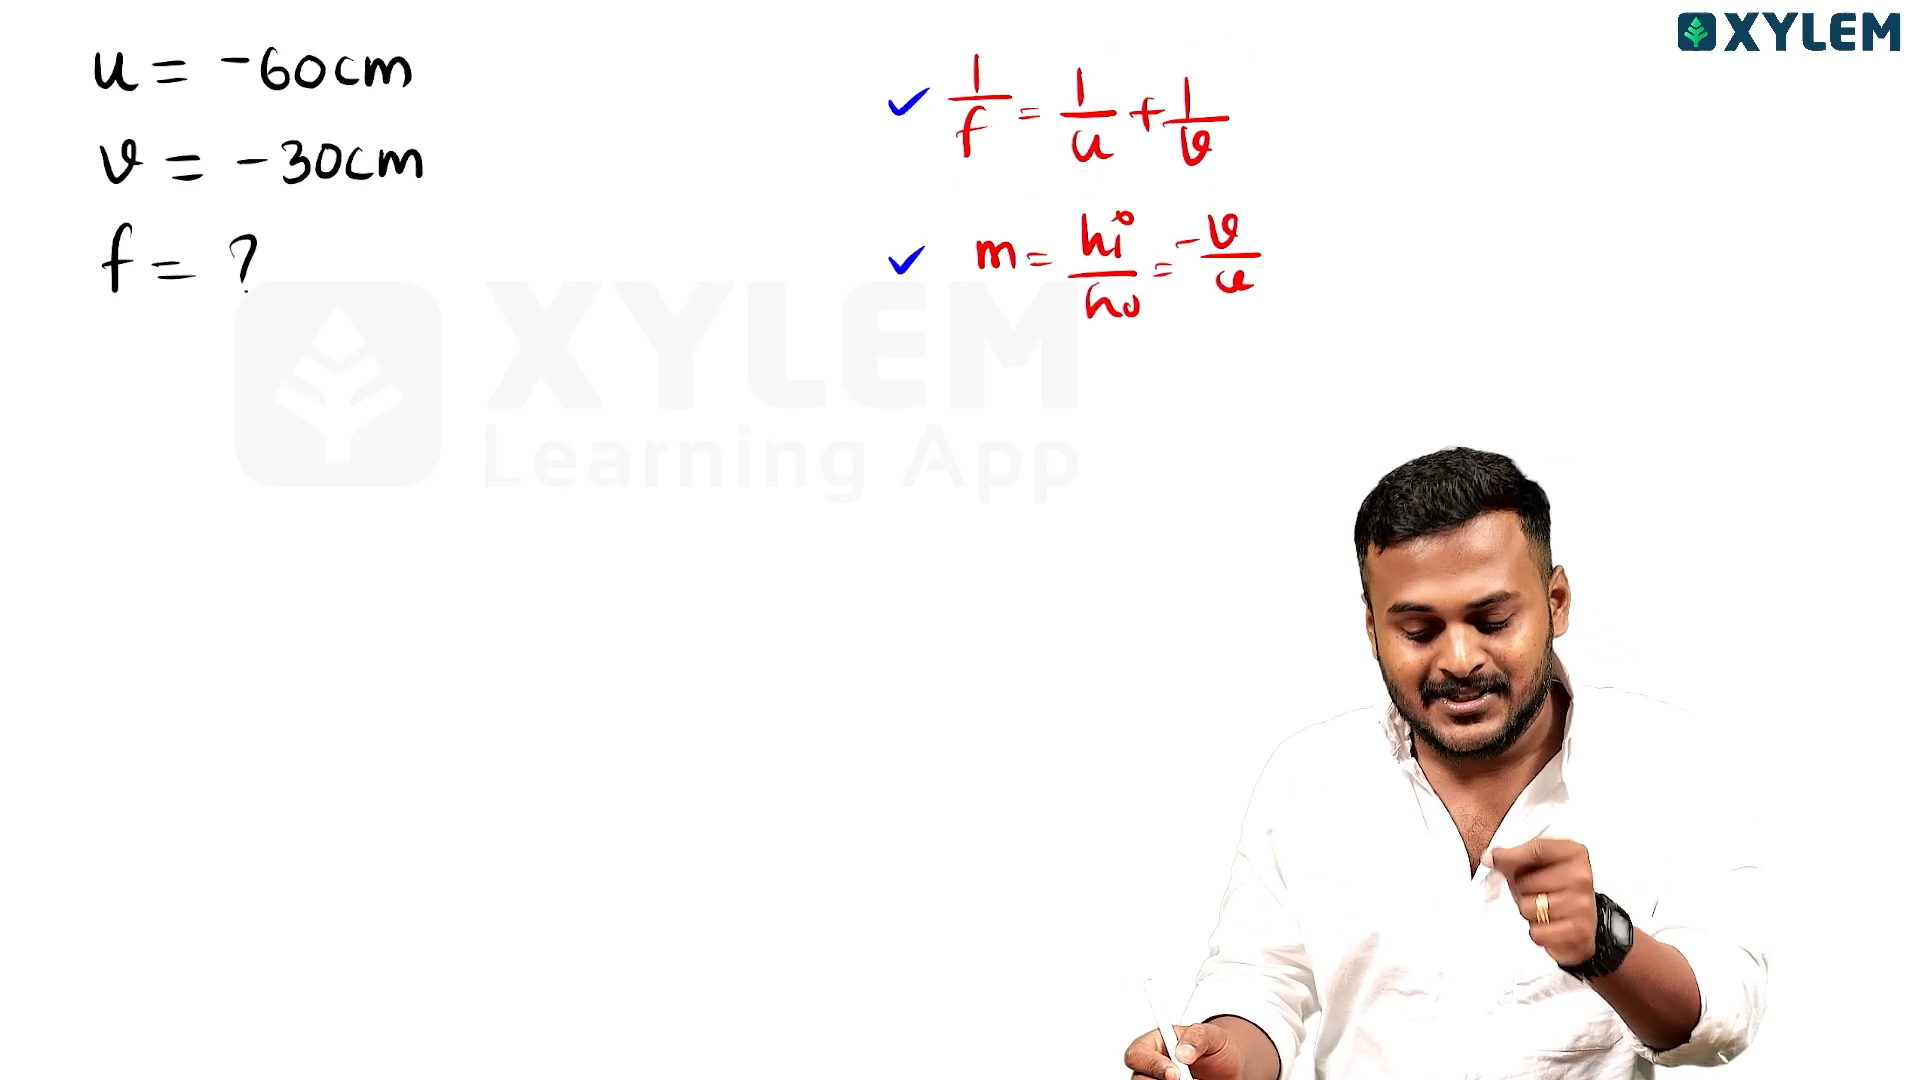 XYLEM
u = -60cm
v = -30cm
f = ?
✓ 1/f = 1/u + 1/v
✓ m = hi/ho = -v/u
XYLEM
Learning App